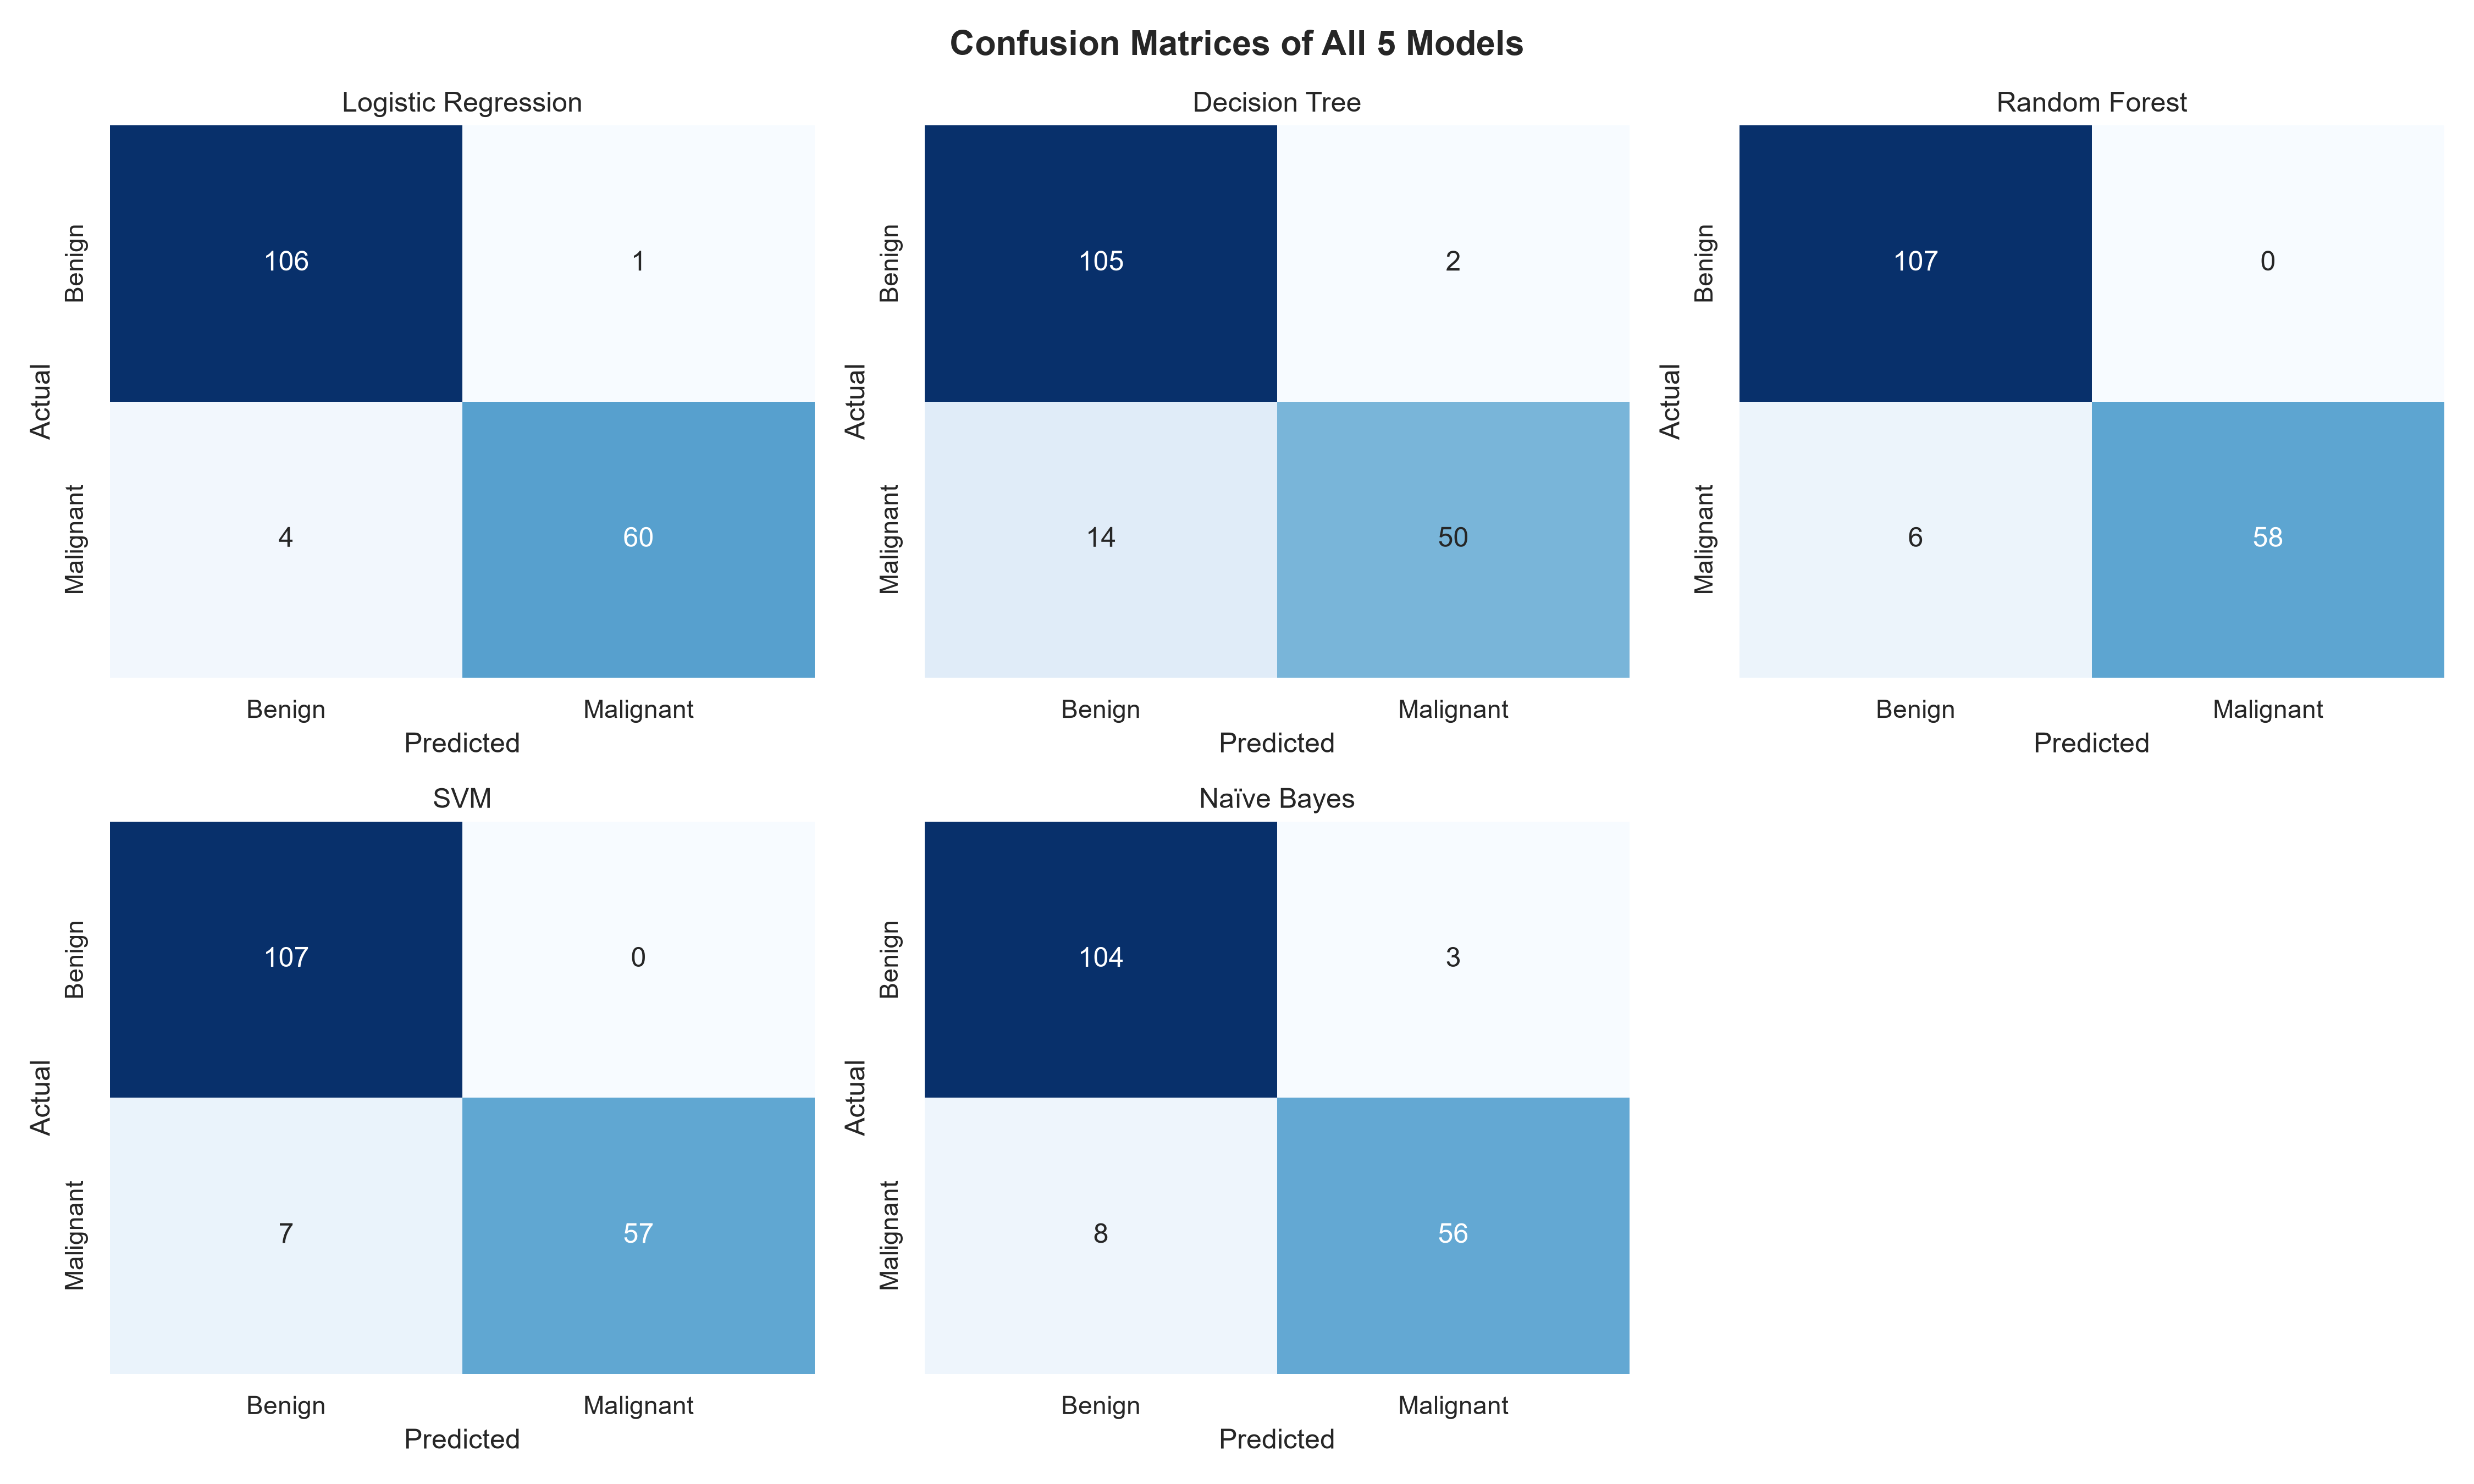 Confusion Matrices of All 5 Models
Logistic Regression
Actual
Benign
106
1
Malignant
4
60
Benign
Malignant
Predicted
Decision Tree
Actual
Benign
105
2
Malignant
14
50
Benign
Malignant
Predicted
Random Forest
Actual
Benign
107
0
Malignant
6
58
Benign
Malignant
Predicted
SVM
Actual
Benign
107
0
Malignant
7
57
Benign
Malignant
Predicted
Naïve Bayes
Actual
Benign
104
3
Malignant
8
56
Benign
Malignant
Predicted